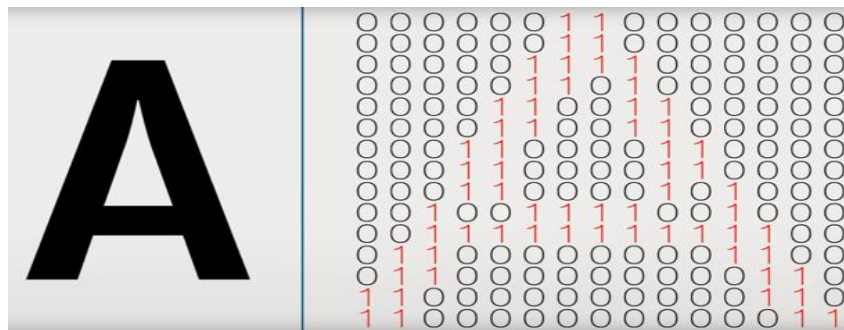 A
0 0 0 0 0 0 1 1 0 0 0 0 0 0 0
0 0 0 0 0 0 1 1 0 0 0 0 0 0 0
0 0 0 0 0 1 1 1 1 0 0 0 0 0 0
0 0 0 0 0 1 1 0 1 0 0 0 0 0 0
0 0 0 0 1 1 0 0 1 1 0 0 0 0 0
0 0 0 0 1 1 0 0 1 1 0 0 0 0 0
0 0 0 1 1 0 0 0 0 1 1 0 0 0 0
0 0 0 1 1 0 0 0 0 1 1 0 0 0 0
0 0 0 1 1 0 0 0 0 1 0 1 0 0 0
0 0 1 0 0 1 1 1 1 0 0 1 0 0 0
0 0 1 1 1 1 1 1 1 1 1 1 1 0 0
0 1 1 0 0 0 0 0 0 0 0 1 1 0 0
0 1 1 0 0 0 0 0 0 0 0 0 1 1 0
1 1 0 0 0 0 0 0 0 0 0 0 1 1 0
1 1 0 0 0 0 0 0 0 0 0 0 0 1 1